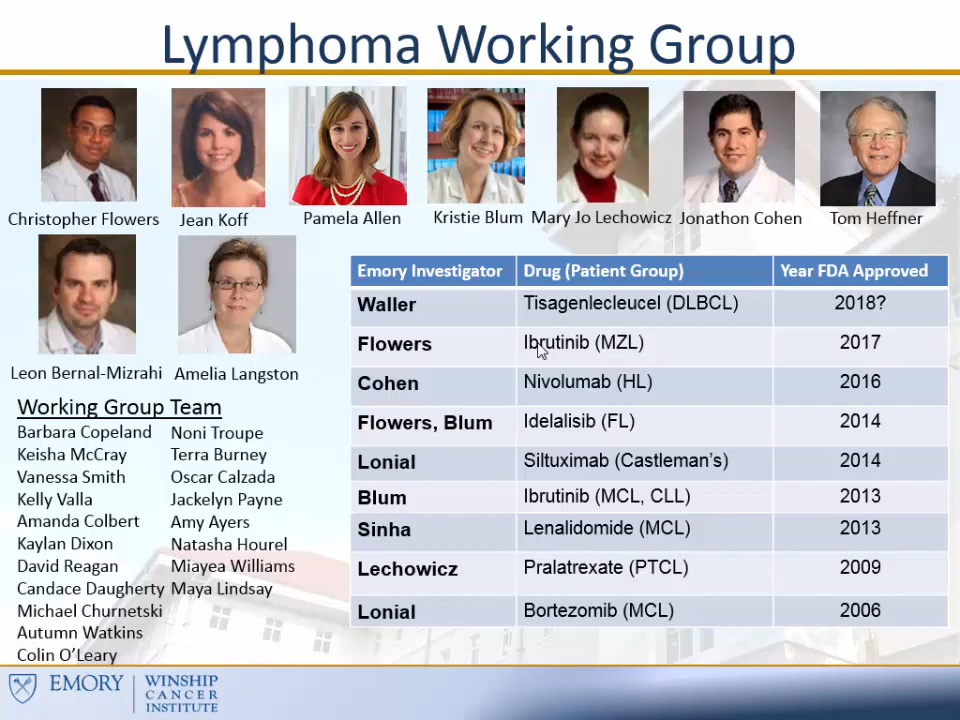 Lymphoma Working Group
Christopher Flowers
Jean Koff
Pamela Allen
Kristie Blum
Mary Jo Lechowicz
Jonathon Cohen
Tom Heffner
Leon Bernal-Mizrahi
Amelia Langston
Working Group Team
Barbara Copeland
Keisha McCray
Vanessa Smith
Kelly Valla
Amanda Colbert
Kaylan Dixon
David Reagan
Candace Daugherty
Michael Churnetski
Autumn Watkins
Colin O'Leary
Noni Troupe
Terra Burney
Oscar Calzada
Jackelyn Payne
Amy Ayers
Natasha Hourel
Miayea Williams
Maya Lindsay
Emory Investigator Drug (Patient Group) Year FDA Approved
Waller Tisagenlecleucel (DLBCL) 2018?
Flowers Ibrutinib (MZL) 2017
Cohen Nivolumab (HL) 2016
Flowers, Blum Idelalisib (FL) 2014
Lonial Siltuximab (Castleman's) 2014
Blum Ibrutinib (MCL, CLL) 2013
Sinha Lenalidomide (MCL) 2013
Lechowicz Pralatrexate (PTCL) 2009
Lonial Bortezomib (MCL) 2006
EMORY
WINSHIP
CANCER
INSTITUTE